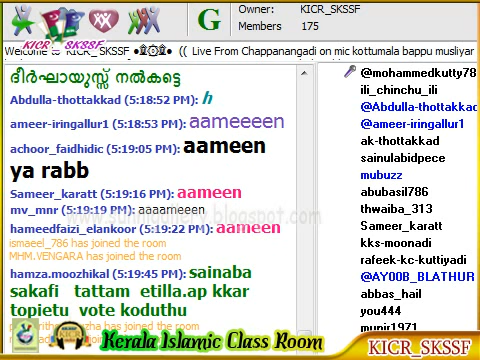 Owner: KICR_SKSSF
G
Members 175
KICR_SKSSF
Welcome to KICR_SKSSF (( Live From Chappanangadi on mic kottumala bappu musliyar
ദീർഘായുസ്സ് നൽകട്ടെ
Abdulla-thottakkad (5:18:52 PM): h
ameer-iringallur1 (5:18:53 PM): aameeeen
achoor_faidhidic (5:19:05 PM): aameen
ya rabb
Sameer_karatt (5:19:16 PM): aameen
mv_mnr (5:19:19 PM): aaaameeen
hameedfaizi_elankoor (5:19:22 PM): aameen
ismaeel_786 has joined the room
MHM.VENGARA has joined the room
hamza.moozhikal (5:19:45 PM): sainaba
sakafi tattam etilla.ap kkar
topietu vote koduthu
has joined the room
@mohammedkutty78
ili_chinchu_ili
@Abdulla-thottakkad
@ameer-iringallur1
ak-thottakkad
sainulabidpece
mubuzz
abubasil786
thwaiba_313
Sameer_karatt
kks-moonadi
rafeek-kc-kuttiyadi
@AY00B_BLATHUR
abbas_hail
you444
munir1971
KICR
Kerala Islamic Class Room
KICR_SKSSF